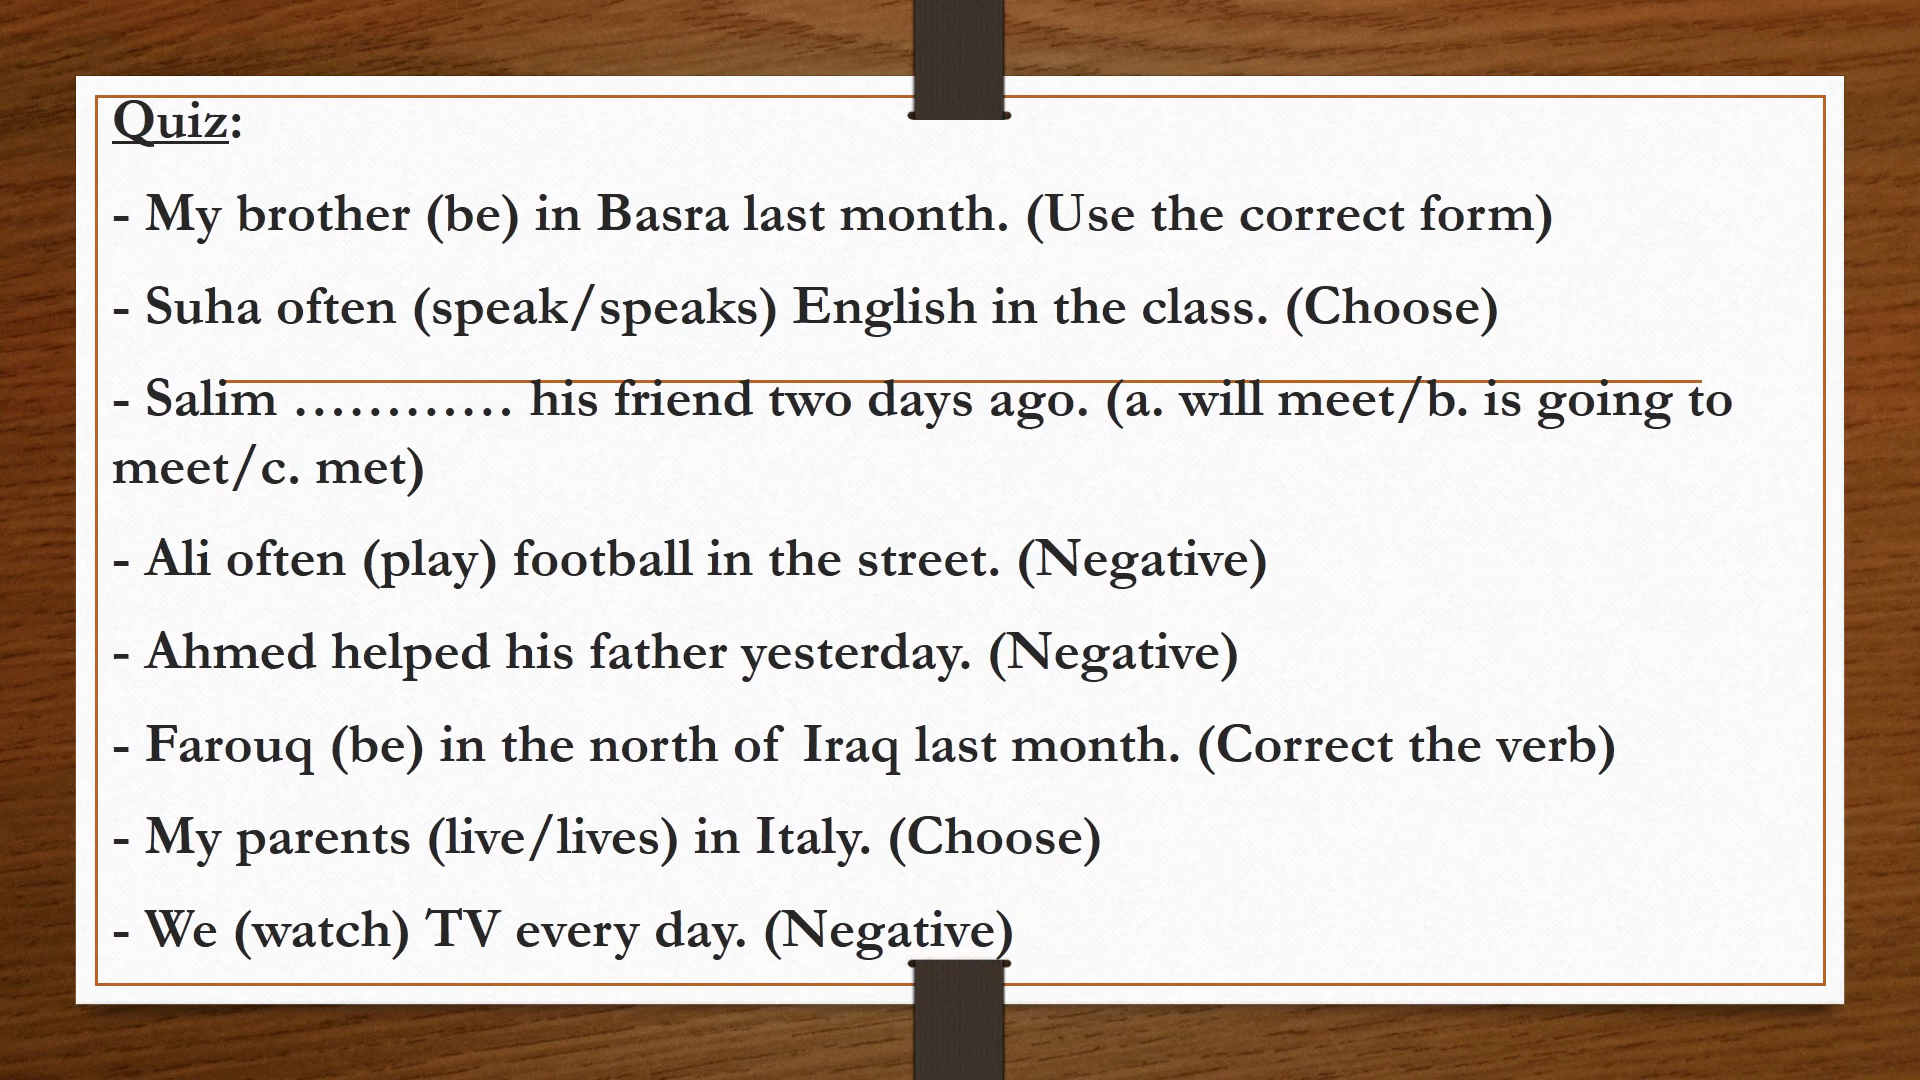 Quiz:
- My brother (be) in Basra last month. (Use the correct form)
- Suha often (speak/speaks) English in the class. (Choose)
- Salim ………… his friend two days ago. (a. will meet/b. is going to
meet/c. met)
- Ali often (play) football in the street. (Negative)
- Ahmed helped his father yesterday. (Negative)
- Farouq (be) in the north of Iraq last month. (Correct the verb)
- My parents (live/lives) in Italy. (Choose)
- We (watch) TV every day. (Negative)